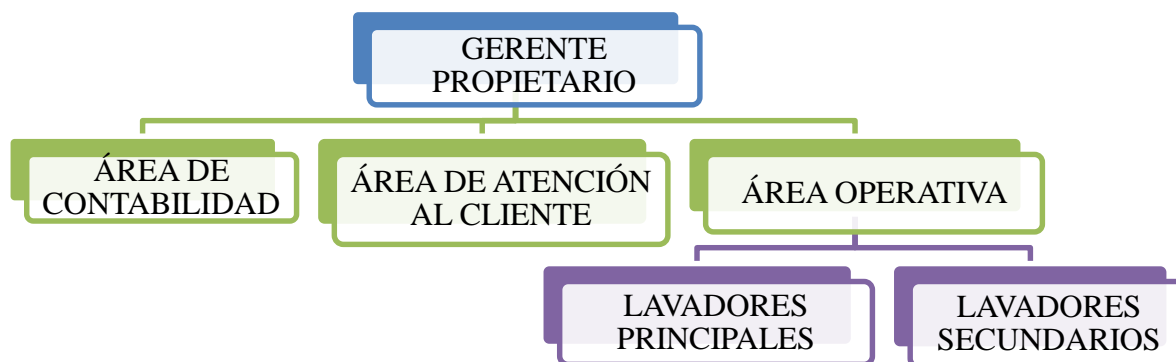 GERENTE
PROPIETARIO
ÁREA DE
CONTABILIDAD
ÁREA DE ATENCIÓN
AL CLIENTE
ÁREA OPERATIVA
LAVADORES
PRINCIPALES
LAVADORES
SECUNDARIOS